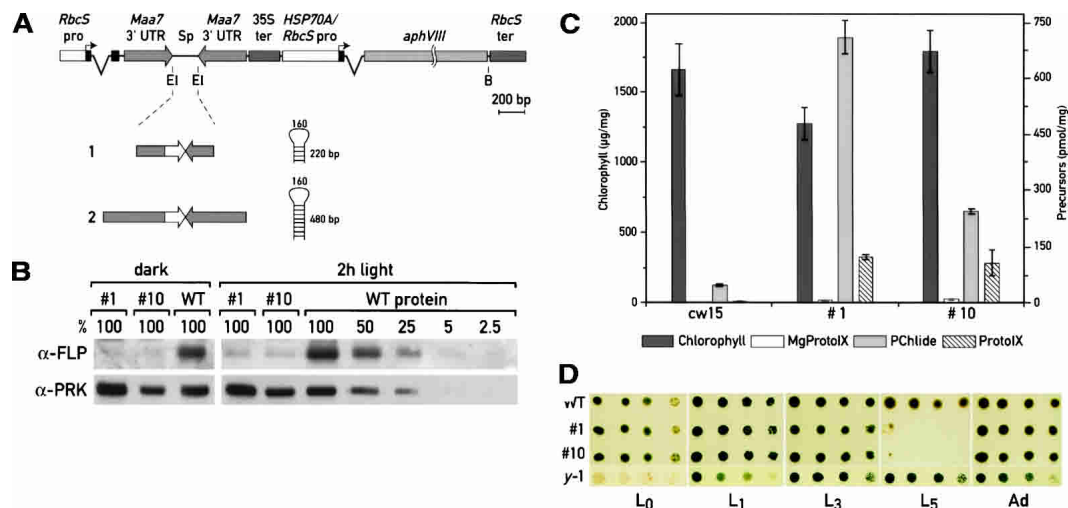 A
RbcS pro
Maa7 3' UTR
Sp
Maa7 3' UTR
35S ter
HSP70A/ RbcS pro
aphVIII
RbcS ter
EI
EI
B
200 bp
1
160
220 bp
2
160
480 bp
B
dark
2h light
#1
#10
WT
#1
#10
WT protein
%
100
100
100
100
100
100
50
25
5
2.5
α-FLP
α-PRK
C
Chlorophyll (µg/mg)
2000
1750
1500
1250
1000
750
500
250
0
Precursors (pmol/mg)
750
600
450
300
150
0
cw15
# 1
# 10
Chlorophyll
MgProtoIX
PChlide
ProtoIX
D
WT
#1
#10
y-1
L0
L1
L3
L5
Ad